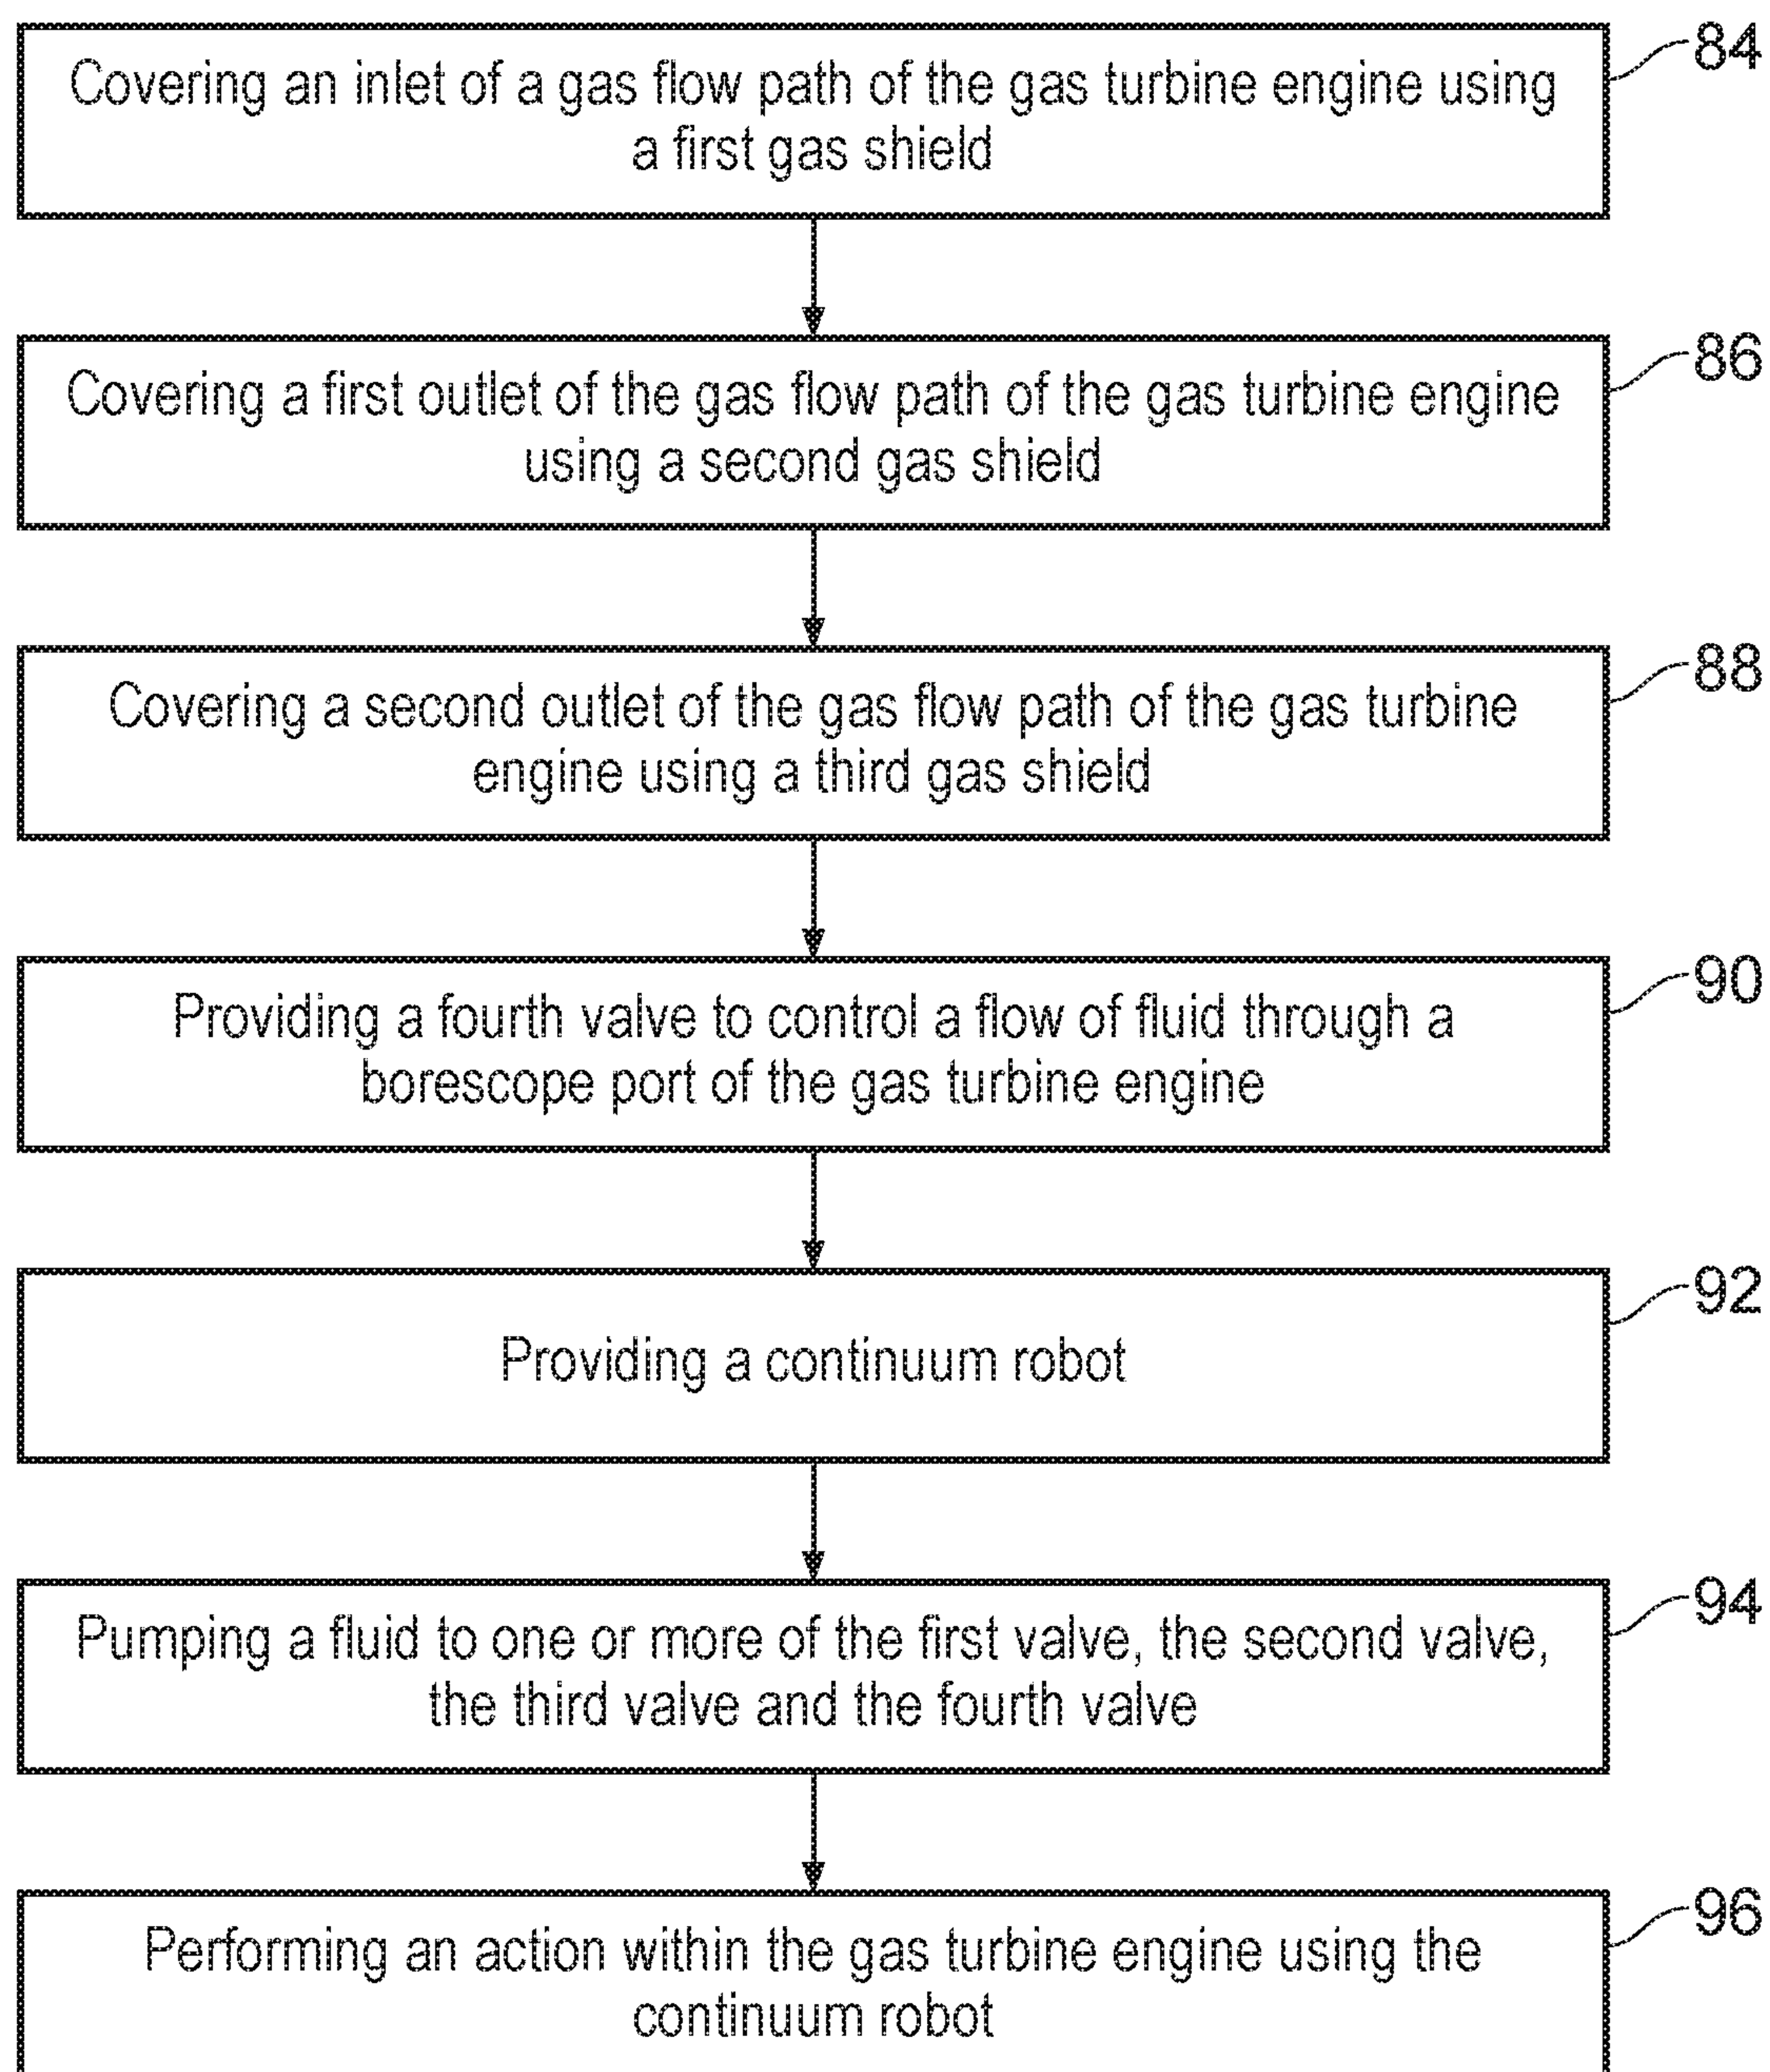 84
Covering an inlet of a gas flow path of the gas turbine engine using
a first gas shield
86
Covering a first outlet of the gas flow path of the gas turbine engine
using a second gas shield
88
Covering a second outlet of the gas flow path of the gas turbine
engine using a third gas shield
90
Providing a fourth valve to control a flow of fluid through a
borescope port of the gas turbine engine
92
Providing a continuum robot
94
Pumping a fluid to one or more of the first valve, the second valve,
the third valve and the fourth valve
96
Performing an action within the gas turbine engine using the
continuum robot